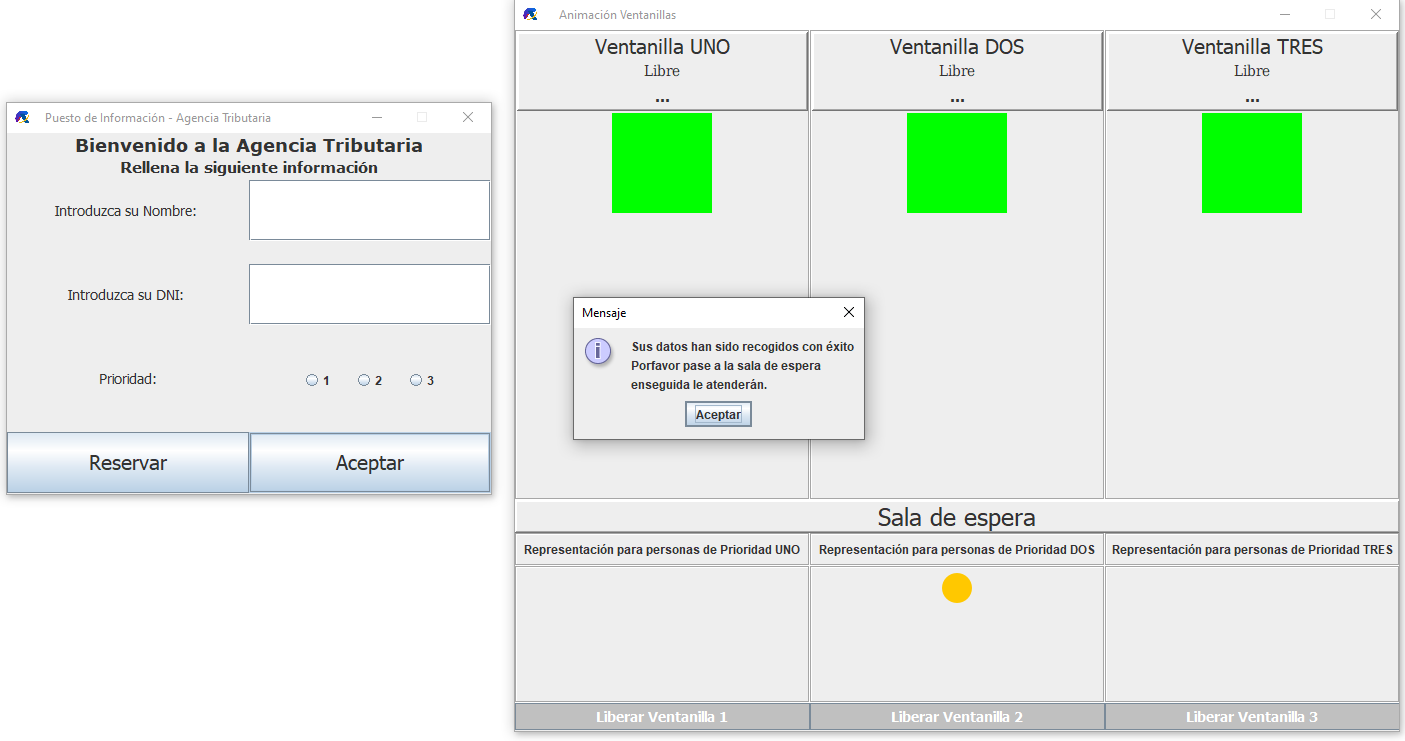 Puesto de Información - Agencia Tributaria
Bienvenido a la Agencia Tributaria
Rellena la siguiente información
Introduzca su Nombre:
Introduzca su DNI:
Prioridad:
1 2 3
Reservar Aceptar
Animación Ventanillas
Ventanilla UNO
Libre
...
Ventanilla DOS
Libre
...
Ventanilla TRES
Libre
...
Mensaje
Sus datos han sido recogidos con éxito
Porfavor pase a la sala de espera
enseguida le atenderán.
Aceptar
Sala de espera
Representación para personas de Prioridad UNO
Representación para personas de Prioridad DOS
Representación para personas de Prioridad TRES
Liberar Ventanilla 1
Liberar Ventanilla 2
Liberar Ventanilla 3